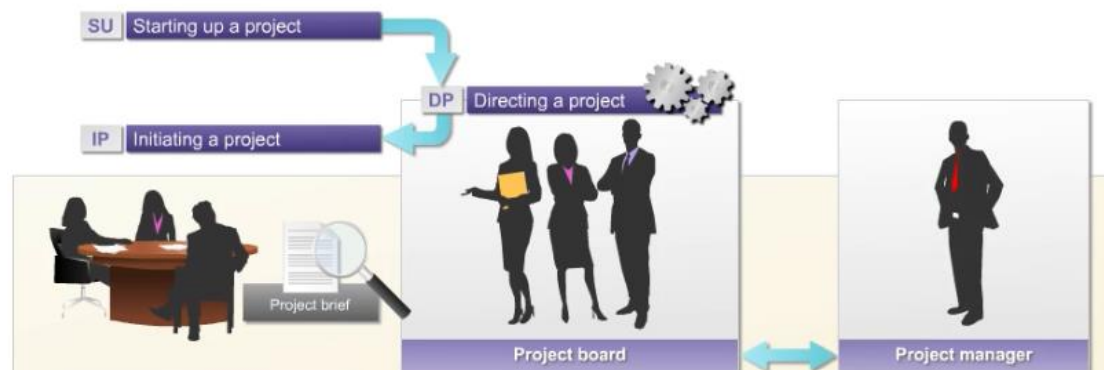 SU Starting up a project
DP Directing a project
IP Initiating a project
Project brief
Project board
Project manager